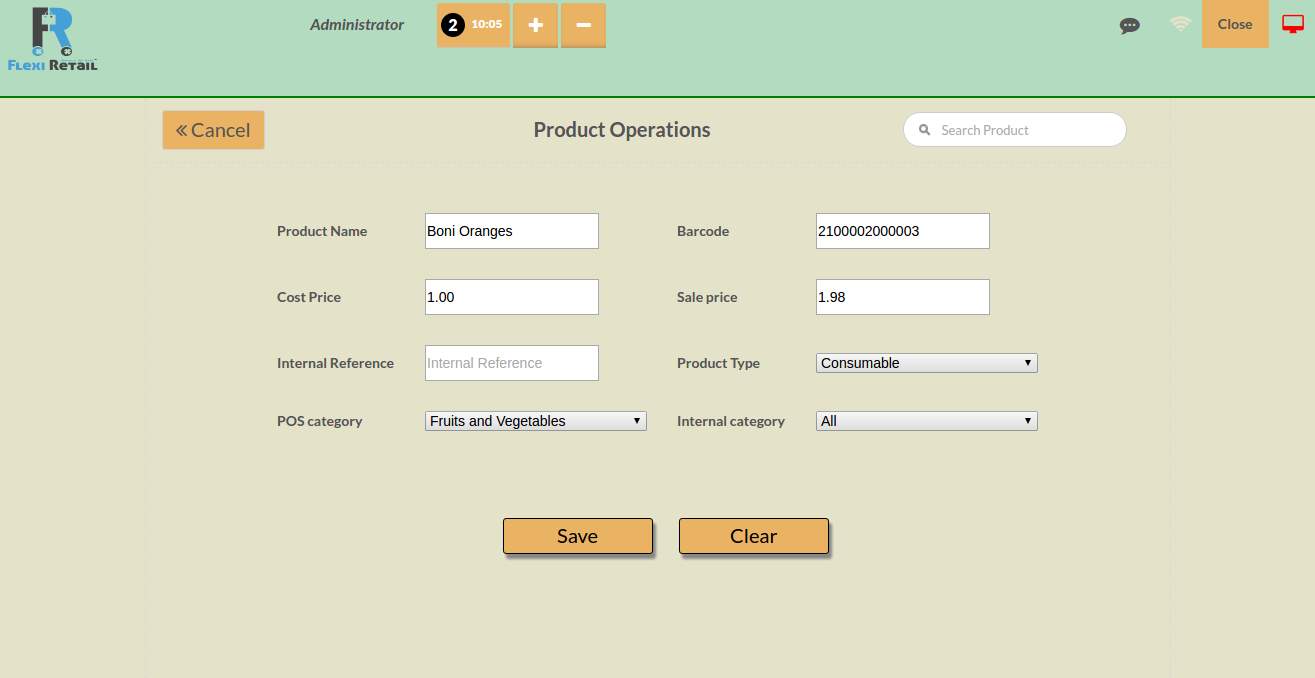 FR
Flexi Retail
Administrator
2 10:05
+
−
Close
Cancel
Product Operations
Search Product
Product Name
Boni Oranges
Barcode
2100002000003
Cost Price
1.00
Sale price
1.98
Internal Reference
Internal Reference
Product Type
Consumable
POS category
Fruits and Vegetables
Internal category
All
Save
Clear